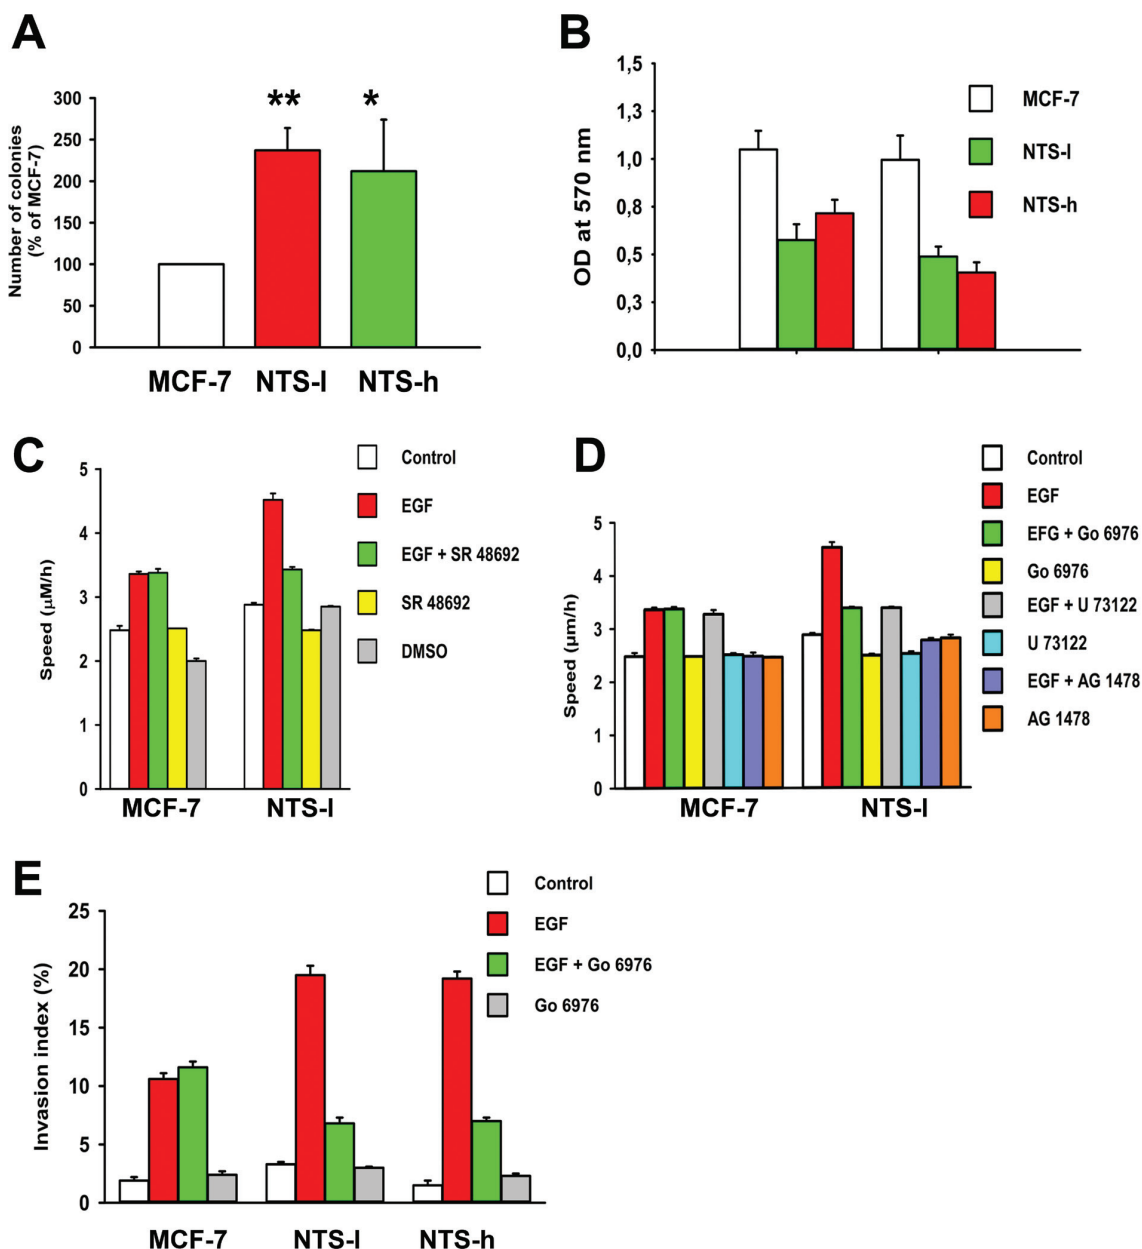 A
Number of colonies
(% of MCF-7)
300
250
200
150
100
50
0
**
*
MCF-7 NTS-l NTS-h
B
OD at 570 nm
1,5
1,3
1,0
0,8
0,5
0,3
0,0
MCF-7
NTS-l
NTS-h
C
Speed (μM/h)
5
4
3
2
1
0
MCF-7 NTS-l
Control
EGF
EGF + SR 48692
SR 48692
DMSO
D
Speed (μm/h)
5
4
3
2
1
0
MCF-7 NTS-l
Control
EGF
EFG + Go 6976
Go 6976
EGF + U 73122
U 73122
EGF + AG 1478
AG 1478
E
Invasion index (%)
25
20
15
10
5
0
MCF-7 NTS-l NTS-h
Control
EGF
EGF + Go 6976
Go 6976